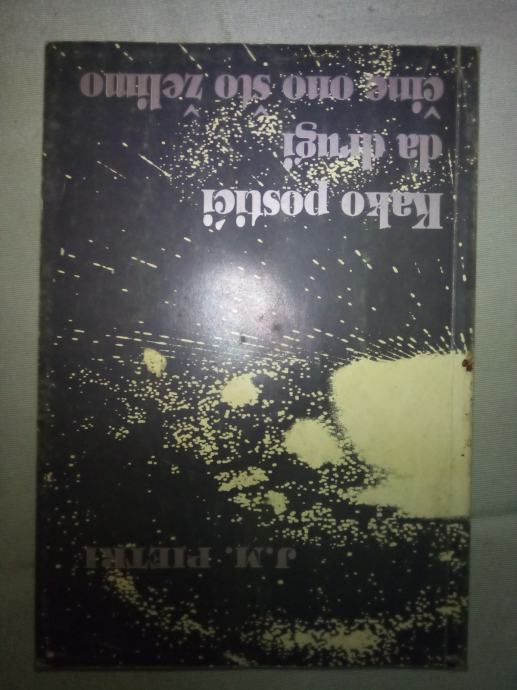 J.M. PIETRI
Kako postići
da drugi
čine ono što želimo